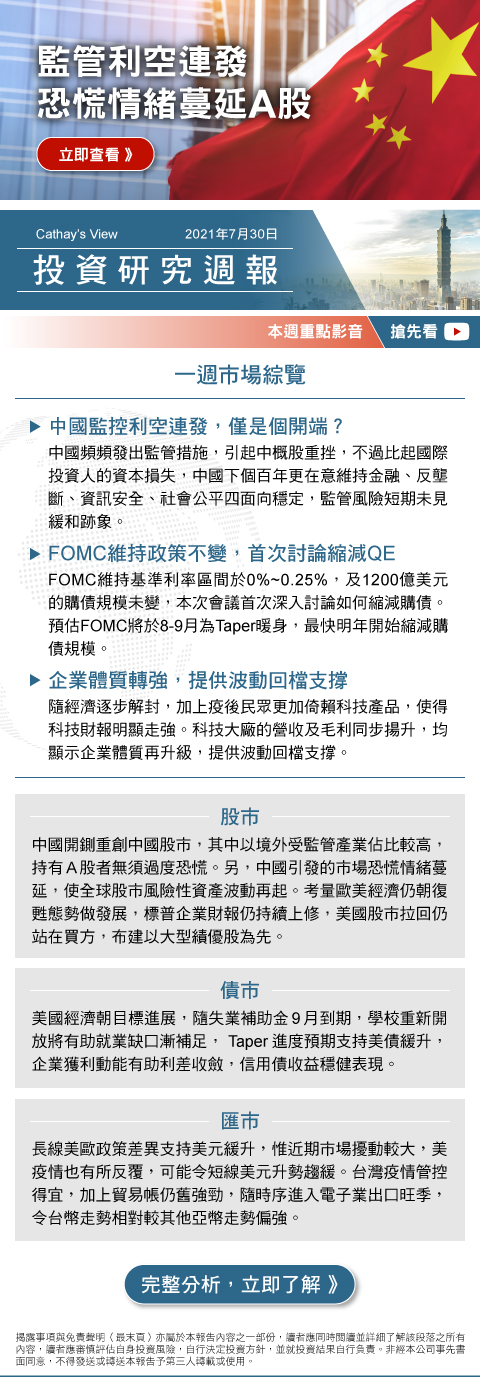 監管利空連發
恐慌情緒蔓延A股
立即查看 》
Cathay's View 2021年7月30日
投資研究週報
本週重點影音 搶先看
一週市場綜覽
中國監控利空連發，僅是個開端？
中國頻頻發出監管措施，引起中概股重挫，不過比起國際
投資人的資本損失，中國下個百年更在意維持金融、反壟
斷、資訊安全、社會公平四面向穩定，監管風險短期未見
緩和跡象。
FOMC維持政策不變，首次討論縮減QE
FOMC維持基準利率區間於0%~0.25%，及1200億美元
的購債規模未變，本次會議首次深入討論如何縮減購債。
預估FOMC將於8-9月為Taper暖身，最快明年開始縮減購
債規模。
企業體質轉強，提供波動回檔支撐
隨經濟逐步解封，加上疫後民眾更加倚賴科技產品，使得
科技財報明顯走強。科技大廠的營收及毛利同步揚升，均
顯示企業體質再升級，提供波動回檔支撐。
股市
中國開鍘重創中國股市，其中以境外受監管產業佔比較高，
持有Ａ股者無須過度恐慌。另，中國引發的市場恐慌情緒蔓
延，使全球股市風險性資產波動再起。考量歐美經濟仍朝復
甦態勢做發展，標普企業財報仍持續上修，美國股市拉回仍
站在買方，布建以大型績優股為先。
債市
美國經濟朝目標進展，隨失業補助金９月到期，學校重新開
放將有助就業缺口漸補足， Taper 進度預期支持美債緩升，
企業獲利動能有助利差收斂，信用債收益穩健表現。
匯市
長線美歐政策差異支持美元緩升，惟近期市場擾動較大，美
疫情也有所反覆，可能令短線美元升勢趨緩。台灣疫情管控
得宜，加上貿易帳仍舊強勁，隨時序進入電子業出口旺季，
令台幣走勢相對較其他亞幣走勢偏強。
完整分析，立即了解 》
揭露事項與免責聲明（最末頁）亦屬於本報告內容之一部份，讀者應同時閱讀並詳細了解該段落之所有
內容，讀者應審慎評估自身投資風險，自行決定投資方針，並就投資結果自行負責。非經本公司事先書
面同意，不得發送或轉送本報告予第三人轉載或使用。